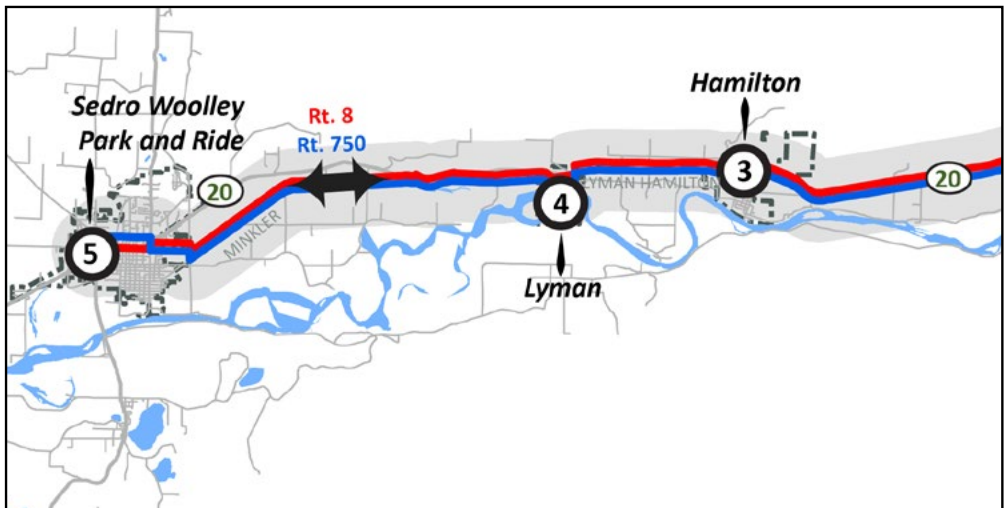 Hamilton
Sedro Woolley
Park and Ride
Rt. 8
Rt. 750
20
3
20
LYMAN HAMILTON
4
MINKLER
5
Lyman